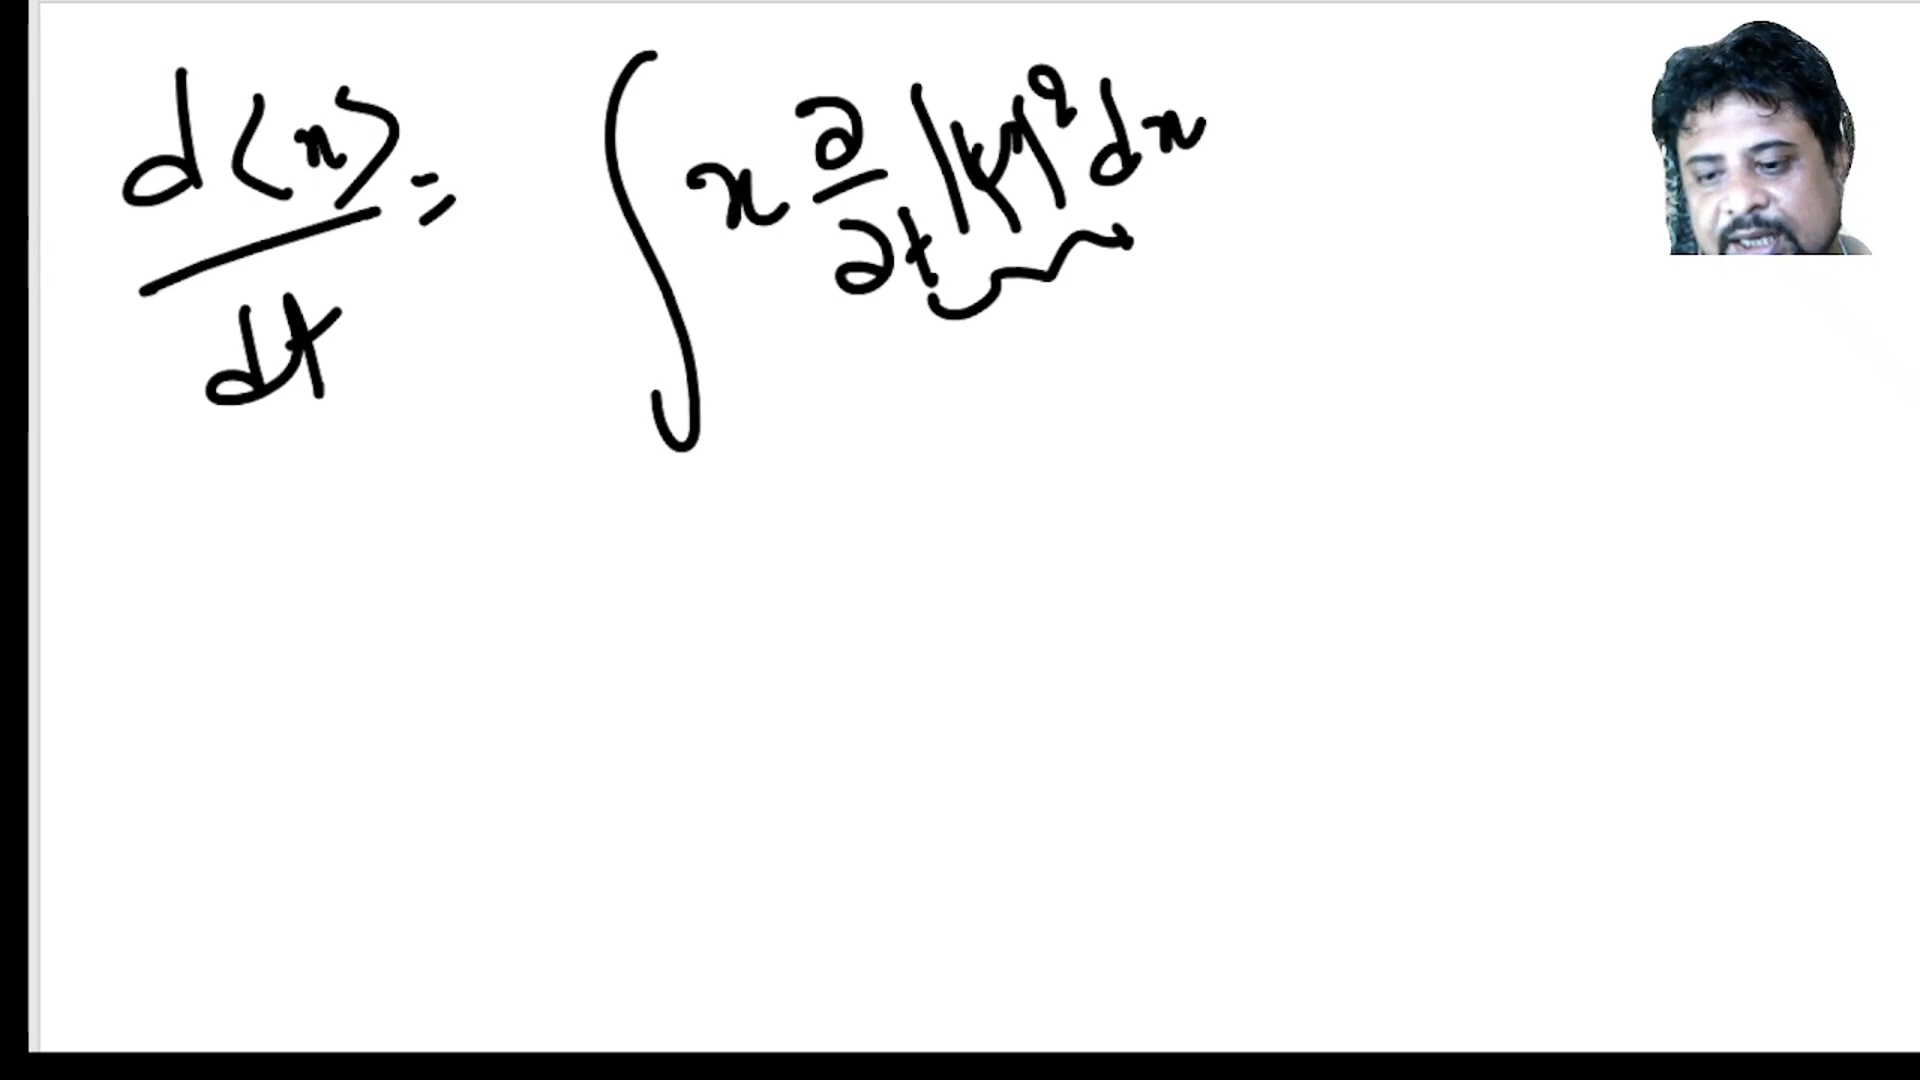 d⟨x⟩/dt = ∫ x ∂/∂t |ψ|² dx